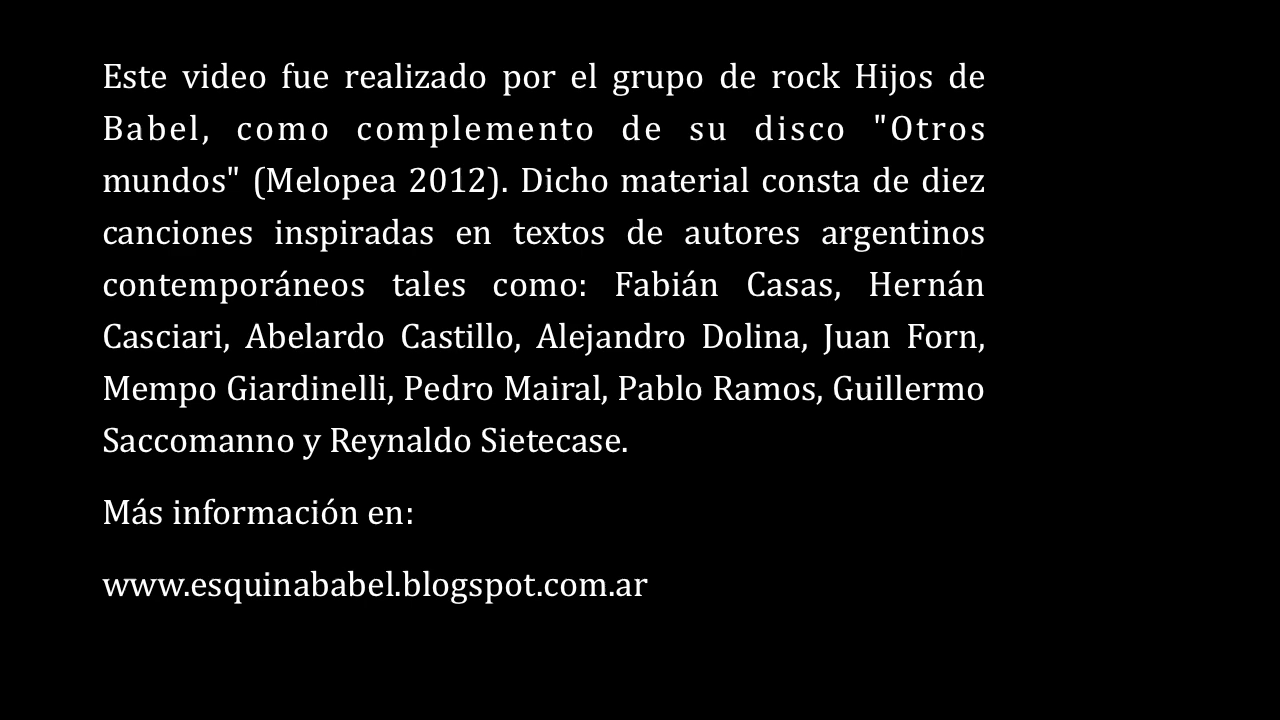 Este video fue realizado por el grupo de rock Hijos de
Babel, como complemento de su disco "Otros
mundos" (Melopea 2012). Dicho material consta de diez
canciones inspiradas en textos de autores argentinos
contemporáneos tales como: Fabián Casas, Hernán
Casciari, Abelardo Castillo, Alejandro Dolina, Juan Forn,
Mempo Giardinelli, Pedro Mairal, Pablo Ramos, Guillermo
Saccomanno y Reynaldo Sietecase.
Más información en:
www.esquinababel.blogspot.com.ar